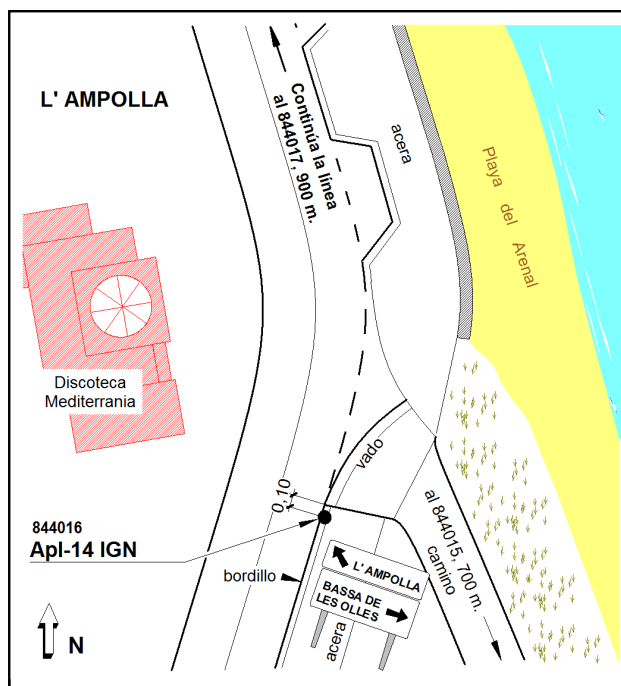 L' AMPOLLA
Continúa la línea
al 844017, 900 m.
acera
Playa del Arenal
Discoteca
Mediterrania
vado
0,10
844016
Apl-14 IGN
bordillo
al 844015, 700 m.
camino
L' AMPOLLA
BASSA DE
LES OLLES
acera
N